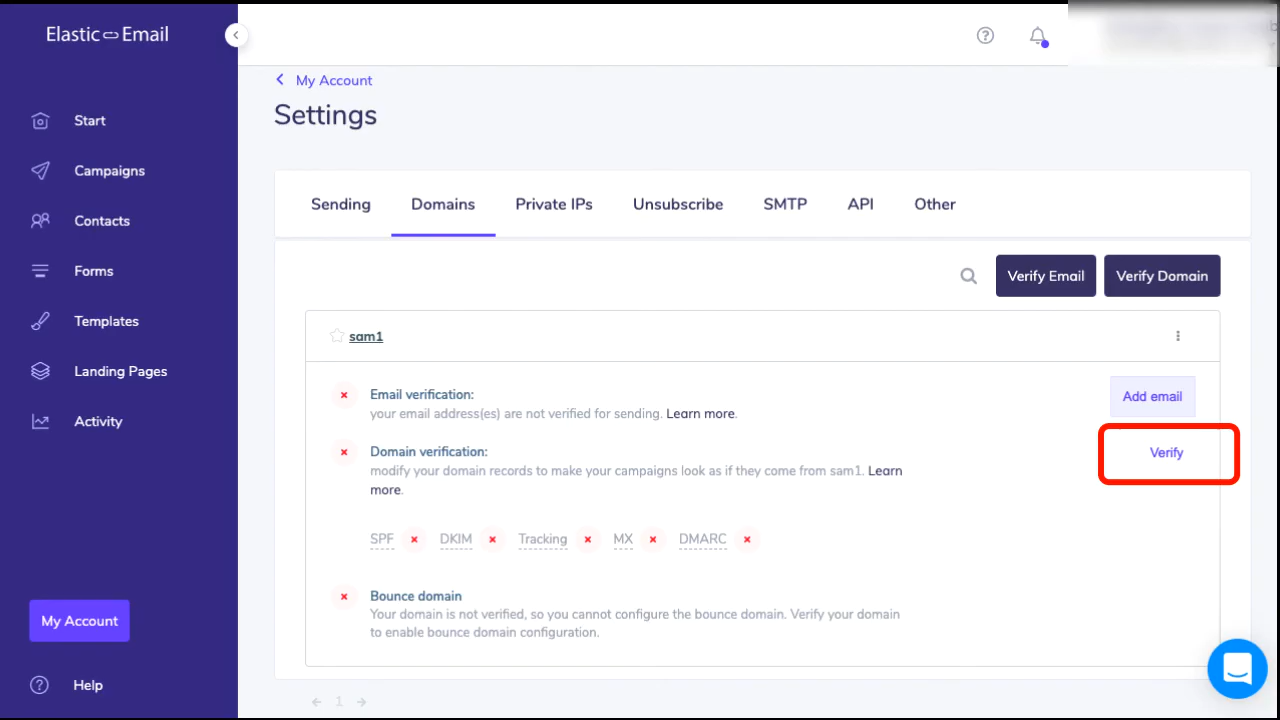 Elastic Email
Start
Campaigns
Contacts
Forms
Templates
Landing Pages
Activity
My Account
Help
My Account
Settings
Sending Domains Private IPs Unsubscribe SMTP API Other
Verify Email Verify Domain
sam1
Email verification:
your email address(es) are not verified for sending. Learn more.
Add email
Domain verification:
modify your domain records to make your campaigns look as if they come from sam1. Learn
more.
Verify
SPF DKIM Tracking MX DMARC
Bounce domain
Your domain is not verified, so you cannot configure the bounce domain. Verify your domain
to enable bounce domain configuration.
1